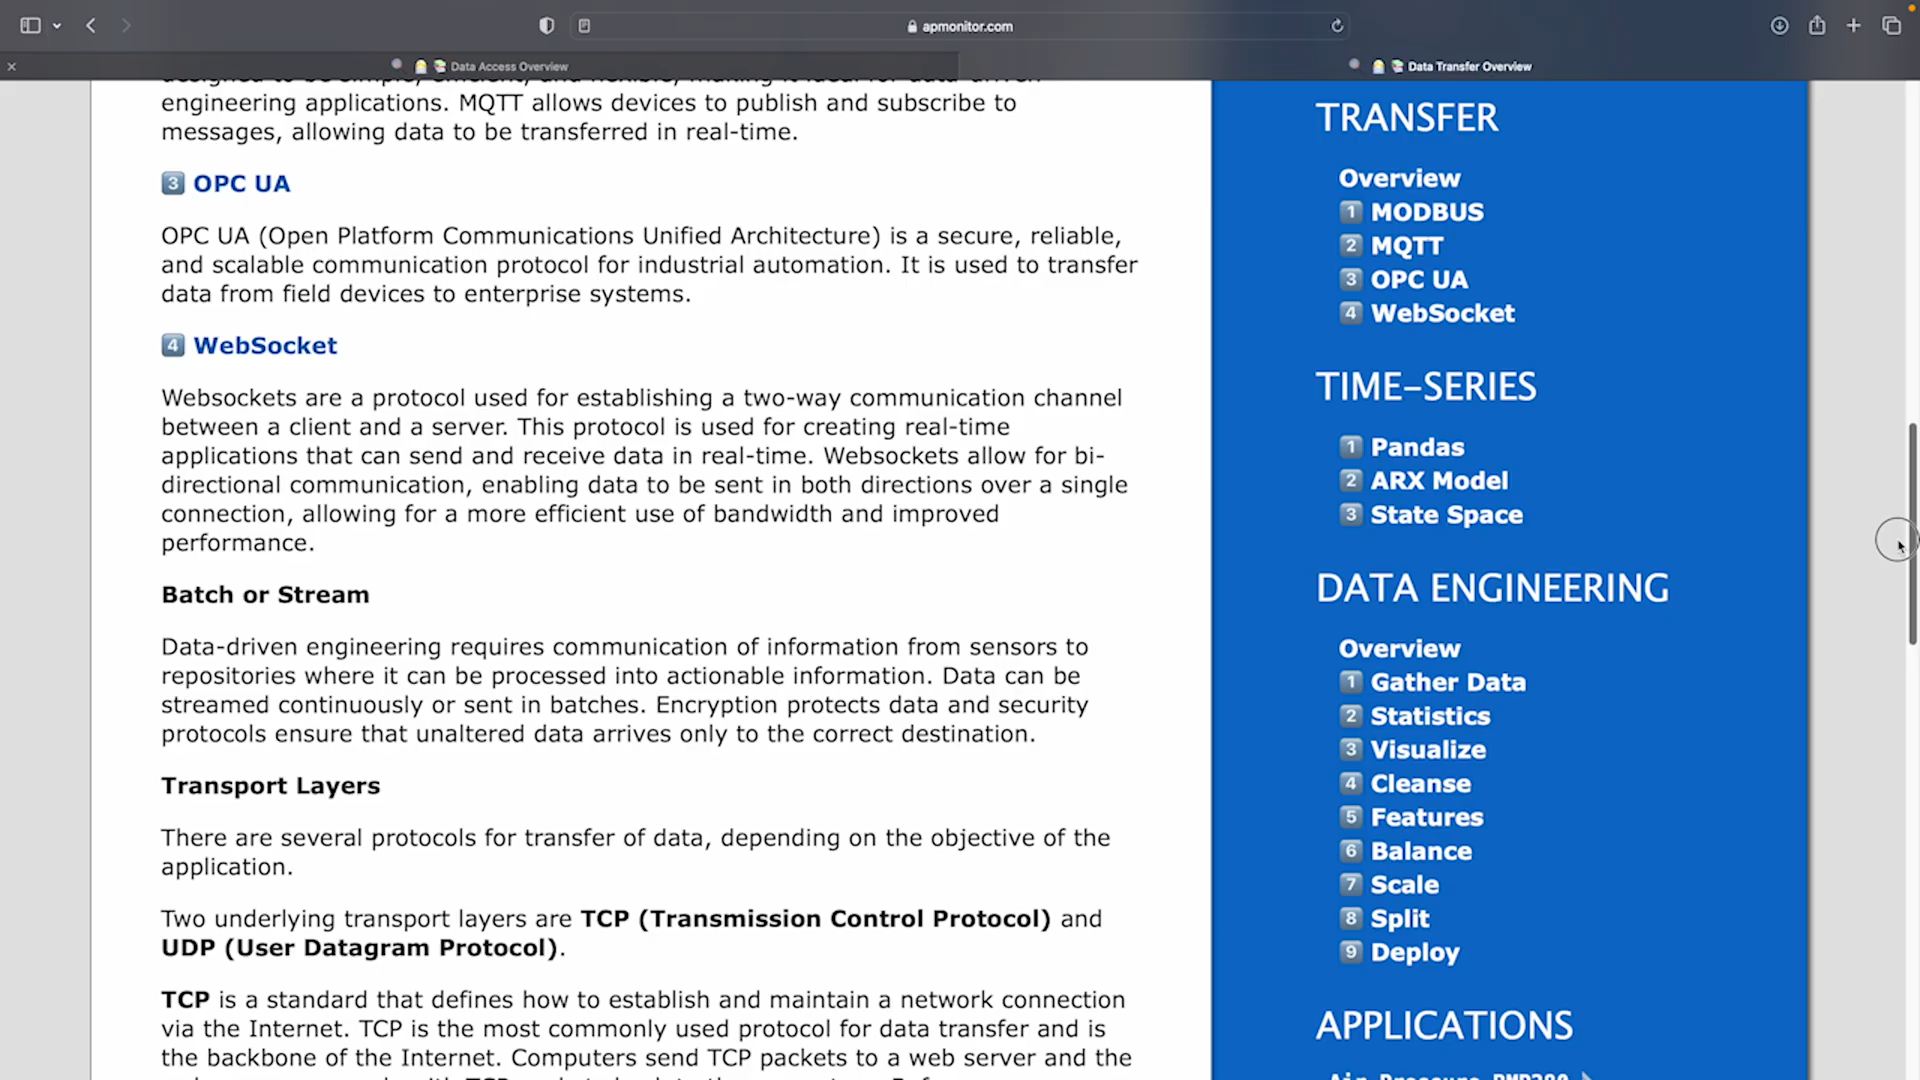 apmonitor.com
Data Access Overview
Data Transfer Overview
engineering applications. MQTT allows devices to publish and subscribe to
messages, allowing data to be transferred in real-time.
3 OPC UA
OPC UA (Open Platform Communications Unified Architecture) is a secure, reliable,
and scalable communication protocol for industrial automation. It is used to transfer
data from field devices to enterprise systems.
4 WebSocket
Websockets are a protocol used for establishing a two-way communication channel
between a client and a server. This protocol is used for creating real-time
applications that can send and receive data in real-time. Websockets allow for bi-
directional communication, enabling data to be sent in both directions over a single
connection, allowing for a more efficient use of bandwidth and improved
performance.
Batch or Stream
Data-driven engineering requires communication of information from sensors to
repositories where it can be processed into actionable information. Data can be
streamed continuously or sent in batches. Encryption protects data and security
protocols ensure that unaltered data arrives only to the correct destination.
Transport Layers
There are several protocols for transfer of data, depending on the objective of the
application.
Two underlying transport layers are TCP (Transmission Control Protocol) and
UDP (User Datagram Protocol).
TCP is a standard that defines how to establish and maintain a network connection
via the Internet. TCP is the most commonly used protocol for data transfer and is
the backbone of the Internet. Computers send TCP packets to a web server and the
TRANSFER
Overview
1 MODBUS
2 MQTT
3 OPC UA
4 WebSocket
TIME-SERIES
1 Pandas
2 ARX Model
3 State Space
DATA ENGINEERING
Overview
1 Gather Data
2 Statistics
3 Visualize
4 Cleanse
5 Features
6 Balance
7 Scale
8 Split
9 Deploy
APPLICATIONS